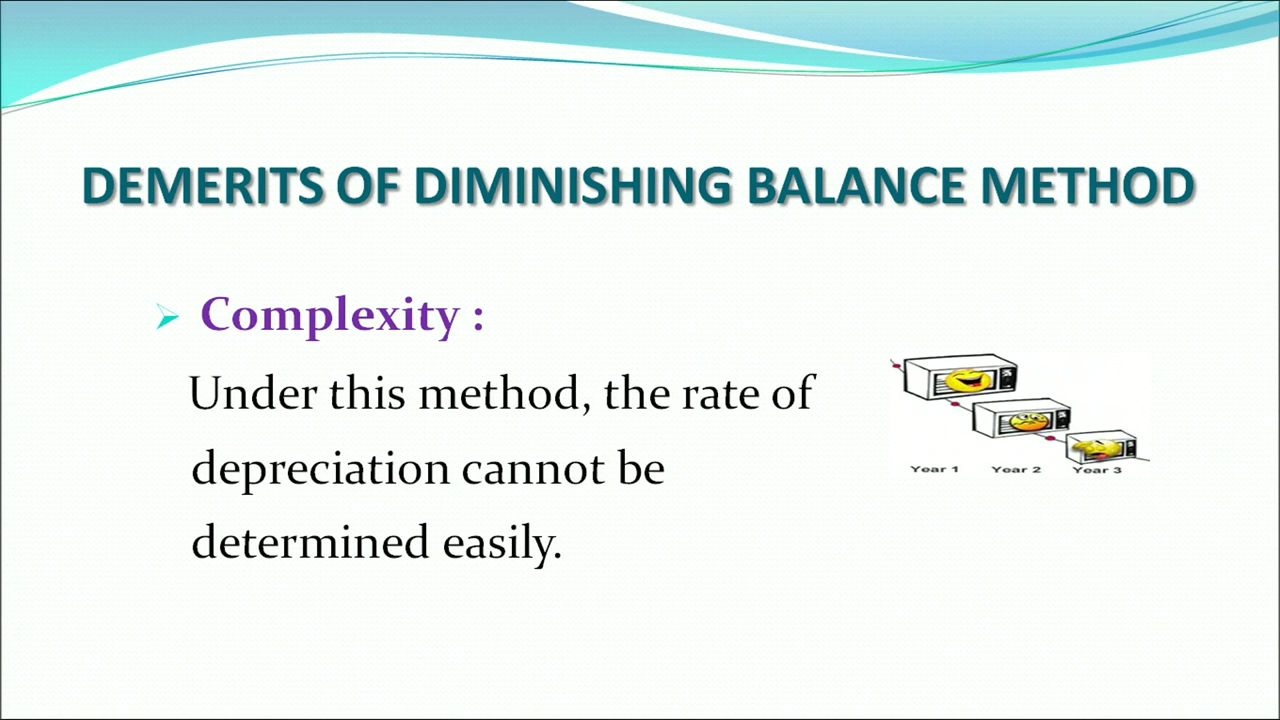 DEMERITS OF DIMINISHING BALANCE METHOD
Complexity :
Under this method, the rate of
depreciation cannot be
determined easily.
Year 1 Year 2 Year 3